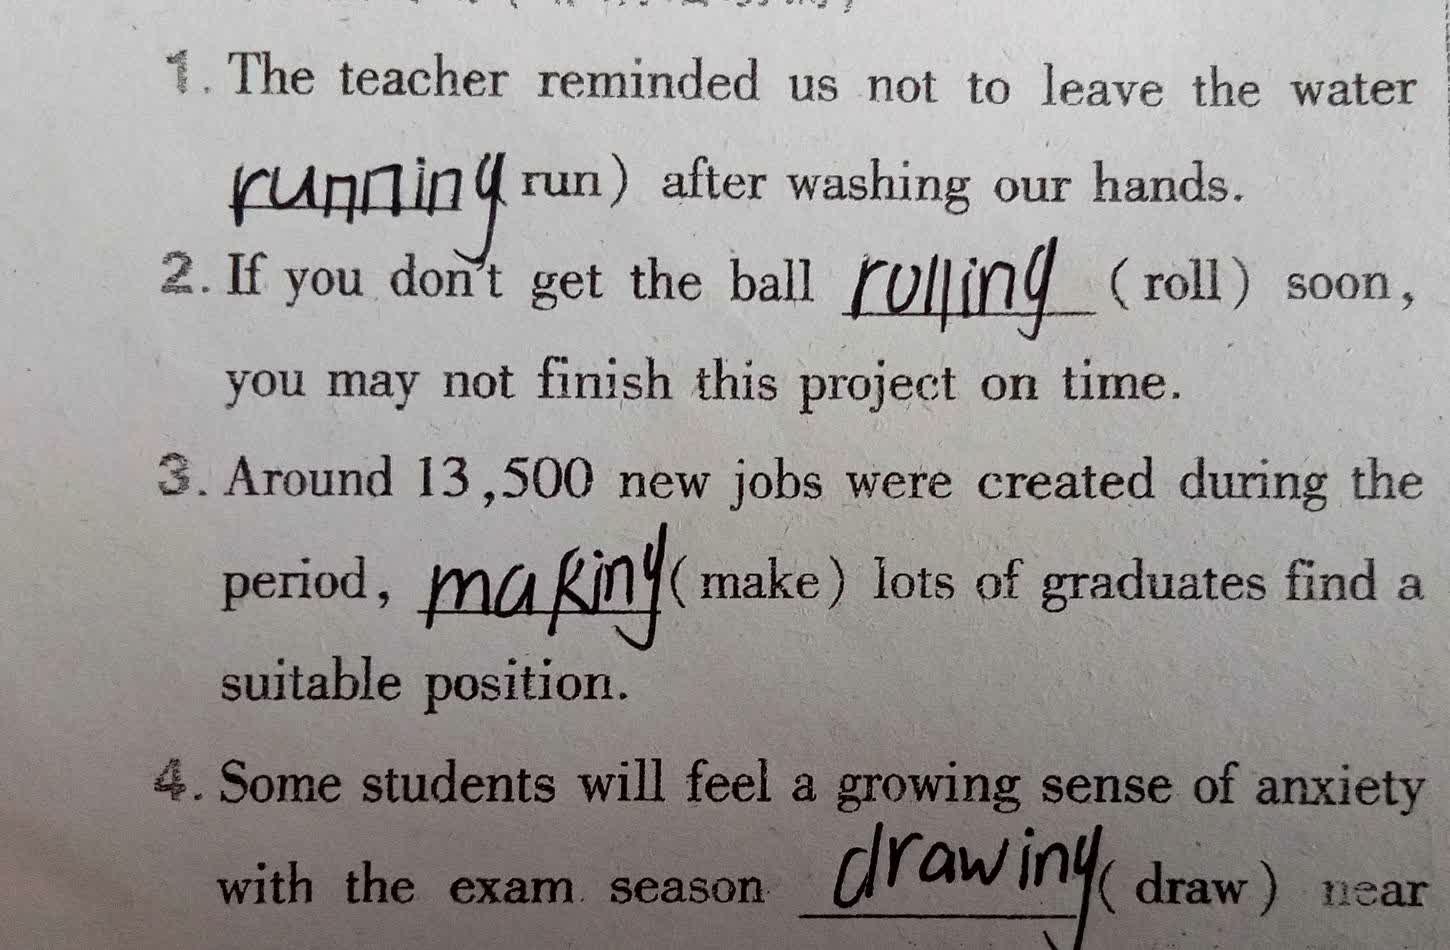 1. The teacher reminded us not to leave the water
running run) after washing our hands.
2. If you don't get the ball rolling (roll) soon,
you may not finish this project on time.
3. Around 13,500 new jobs were created during the
period, making (make) lots of graduates find a
suitable position.
4. Some students will feel a growing sense of anxiety
with the exam season drawing (draw) near